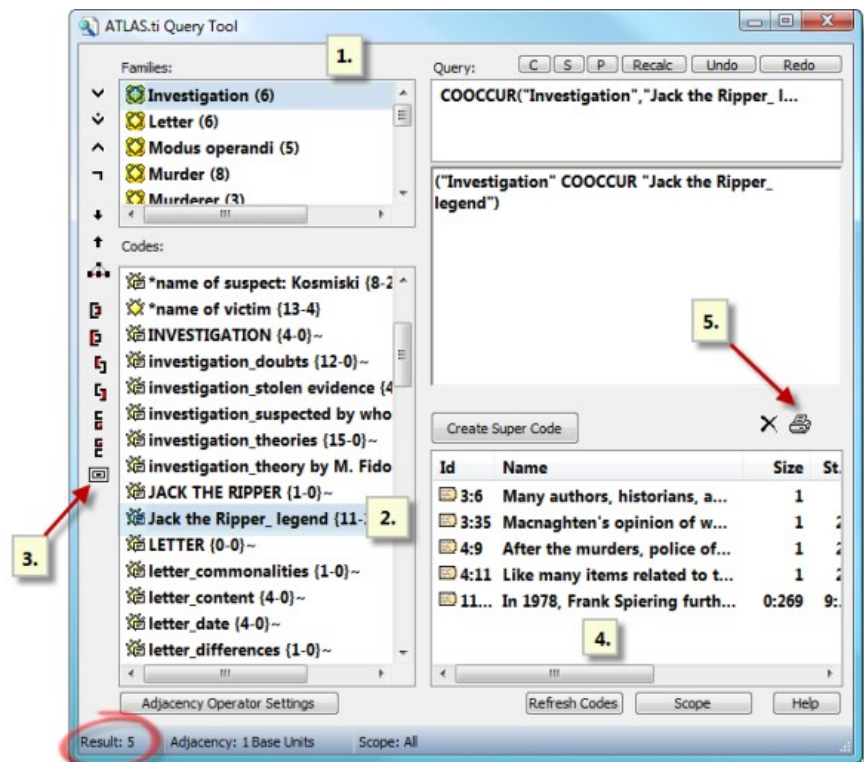 ATLAS.ti Query Tool
1.
Families:
Investigation (6)
Letter (6)
Modus operandi (5)
Murder (8)
Murderer (3)
Codes:
*name of suspect: Kosmiski {8-2
*name of victim {13-4}
INVESTIGATION {4-0}~
investigation_doubts {12-0}~
investigation_stolen evidence {4
investigation_suspected by who
investigation_theories {15-0}~
investigation_theory by M. Fido
JACK THE RIPPER {1-0}~
Jack the Ripper_ legend {11-
2.
LETTER {0-0}~
letter_commonalities {1-0}~
letter_content {4-0}~
letter_date {4-0}~
letter_differences {1-0}~
3.
Adjacency Operator Settings
Query: C S P Recalc Undo Redo
COOCCUR("Investigation","Jack the Ripper_ l...
("Investigation" COOCCUR "Jack the Ripper_
legend")
5.
Create Super Code
Id Name Size St.
3:6 Many authors, historians, a... 1
3:35 Macnaghten's opinion of w... 1 2
4:9 After the murders, police of... 1 2
4:11 Like many items related to t... 1 2
11... In 1978, Frank Spiering furth... 0:269 9:.
4.
Refresh Codes Scope Help
Result: 5 Adjacency: 1 Base Units Scope: All